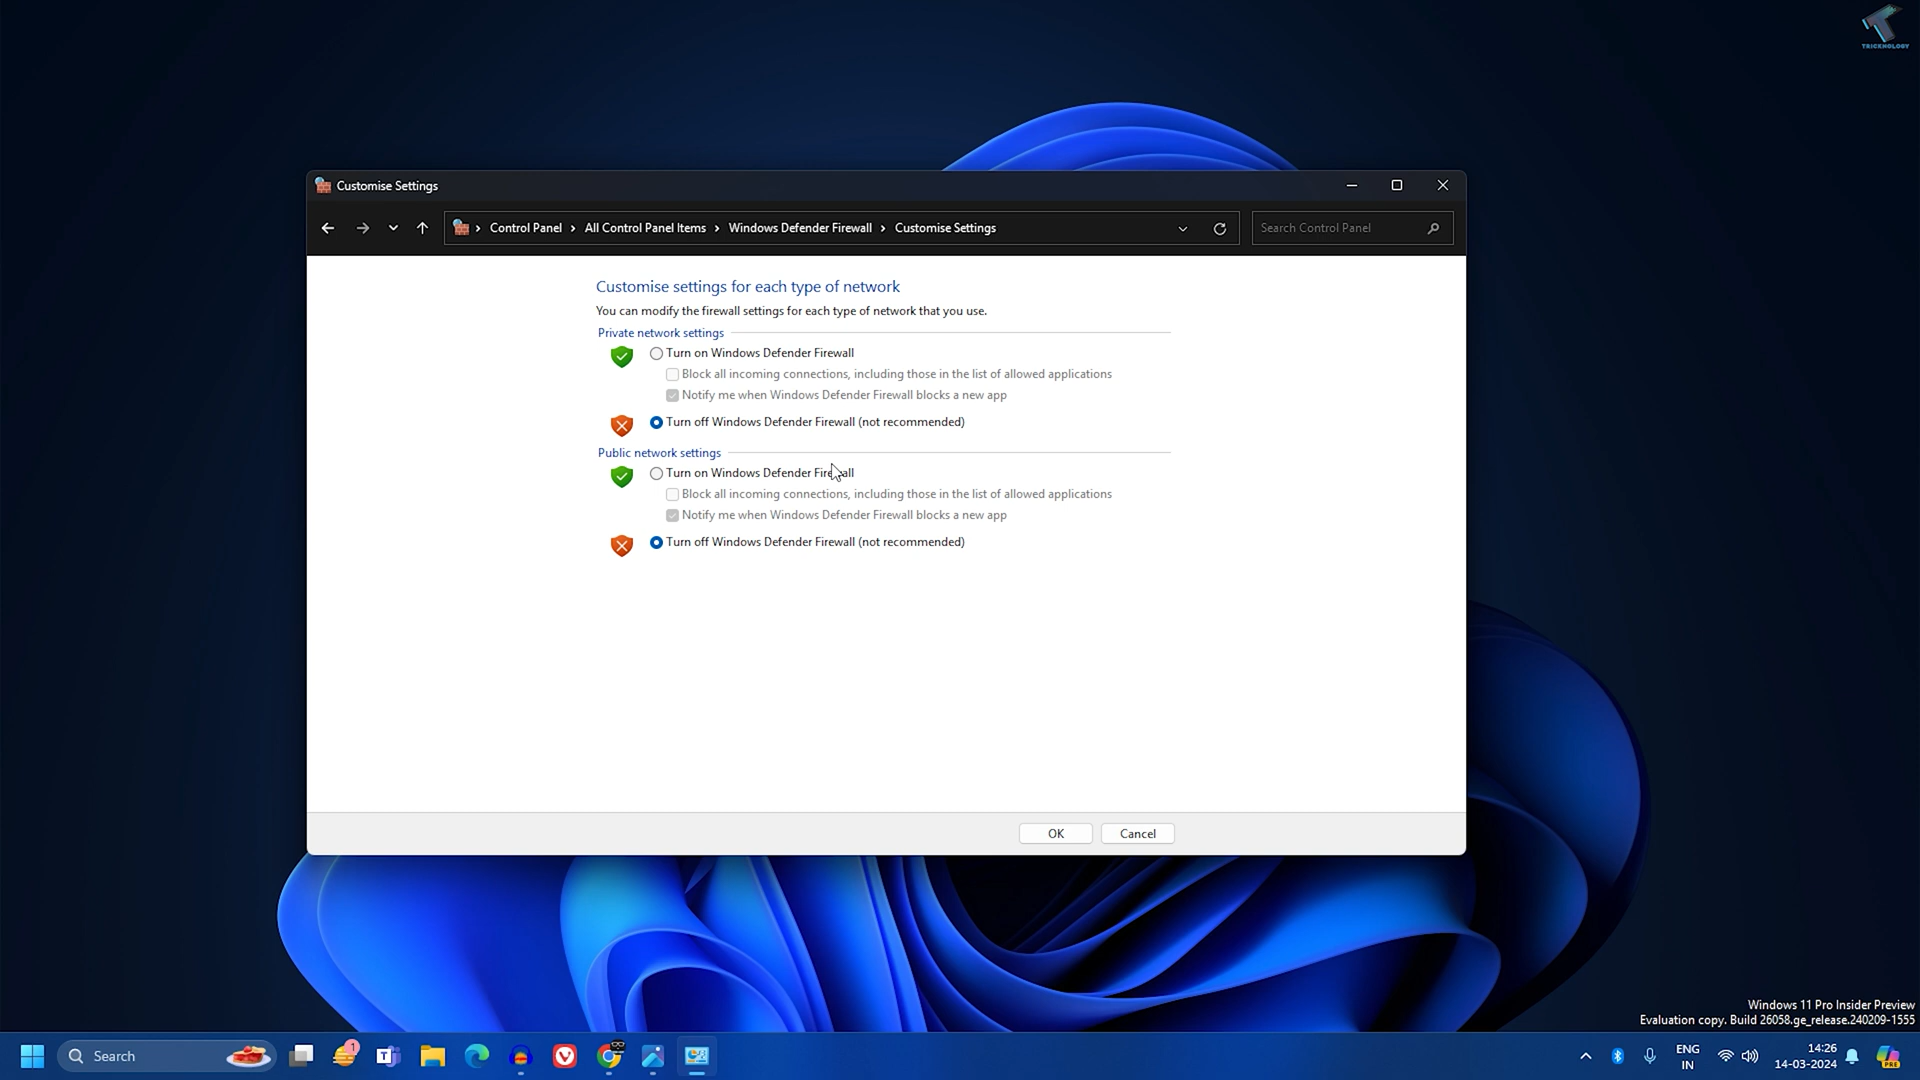 TRICKNOLOGY
Customise Settings
Control Panel > All Control Panel Items > Windows Defender Firewall > Customise Settings
Search Control Panel
Customise settings for each type of network
You can modify the firewall settings for each type of network that you use.
Private network settings
Turn on Windows Defender Firewall
Block all incoming connections, including those in the list of allowed applications
Notify me when Windows Defender Firewall blocks a new app
Turn off Windows Defender Firewall (not recommended)
Public network settings
Turn on Windows Defender Firewall
Block all incoming connections, including those in the list of allowed applications
Notify me when Windows Defender Firewall blocks a new app
Turn off Windows Defender Firewall (not recommended)
OK Cancel
Windows 11 Pro Insider Preview
Evaluation copy. Build 26058.ge_release.240209-1555
Search
1
ENG
IN
14:26
14-03-2024
PRE